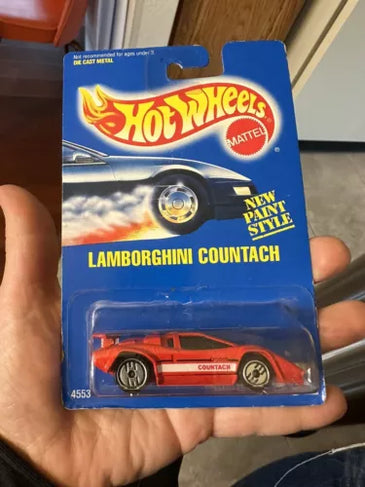 Not recommended for ages under 3.
DIE CAST METAL
Hot Wheels
MATTEL
NEW
PAINT
STYLE
LAMBORGHINI COUNTACH
COUNTACH
4553